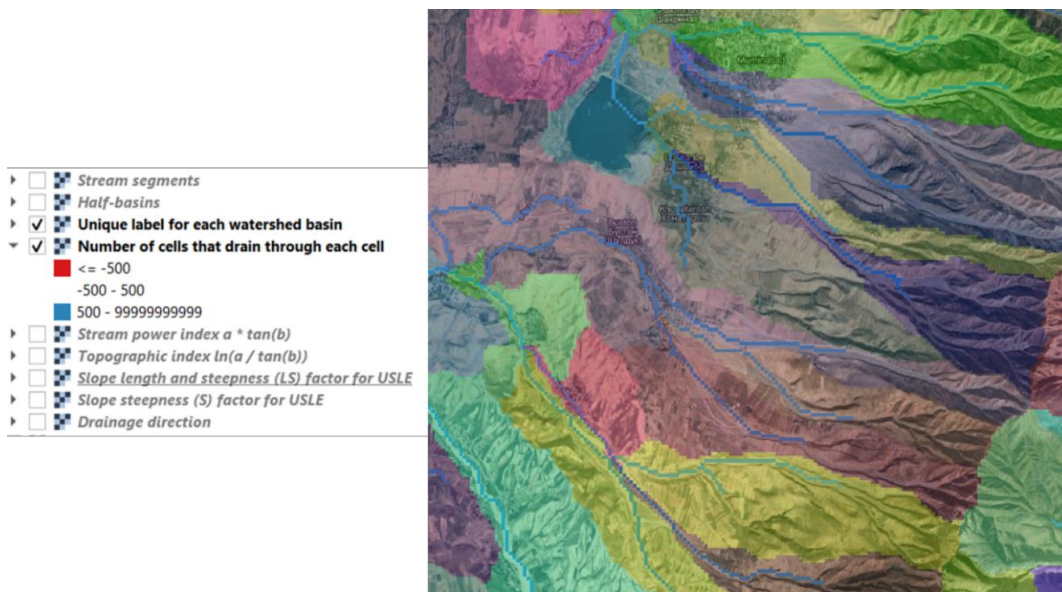 Stream segments
Half-basins
Unique label for each watershed basin
Number of cells that drain through each cell
<= -500
-500 - 500
500 - 99999999999
Stream power index a * tan(b)
Topographic index ln(a / tan(b))
Slope length and steepness (LS) factor for USLE
Slope steepness (S) factor for USLE
Drainage direction